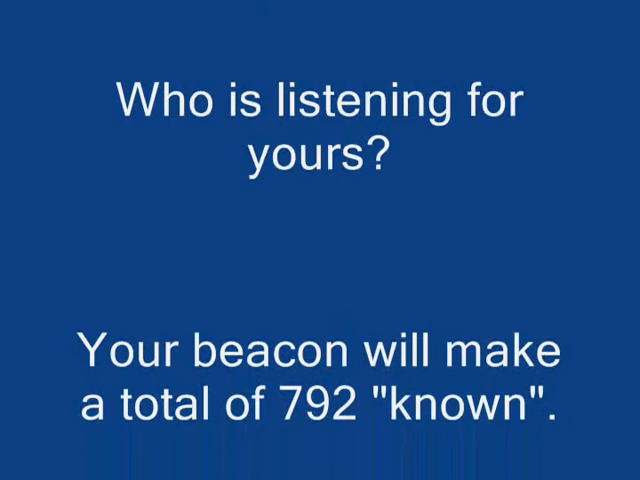 Who is listening for
yours?
Your beacon will make
a total of 792 "known".